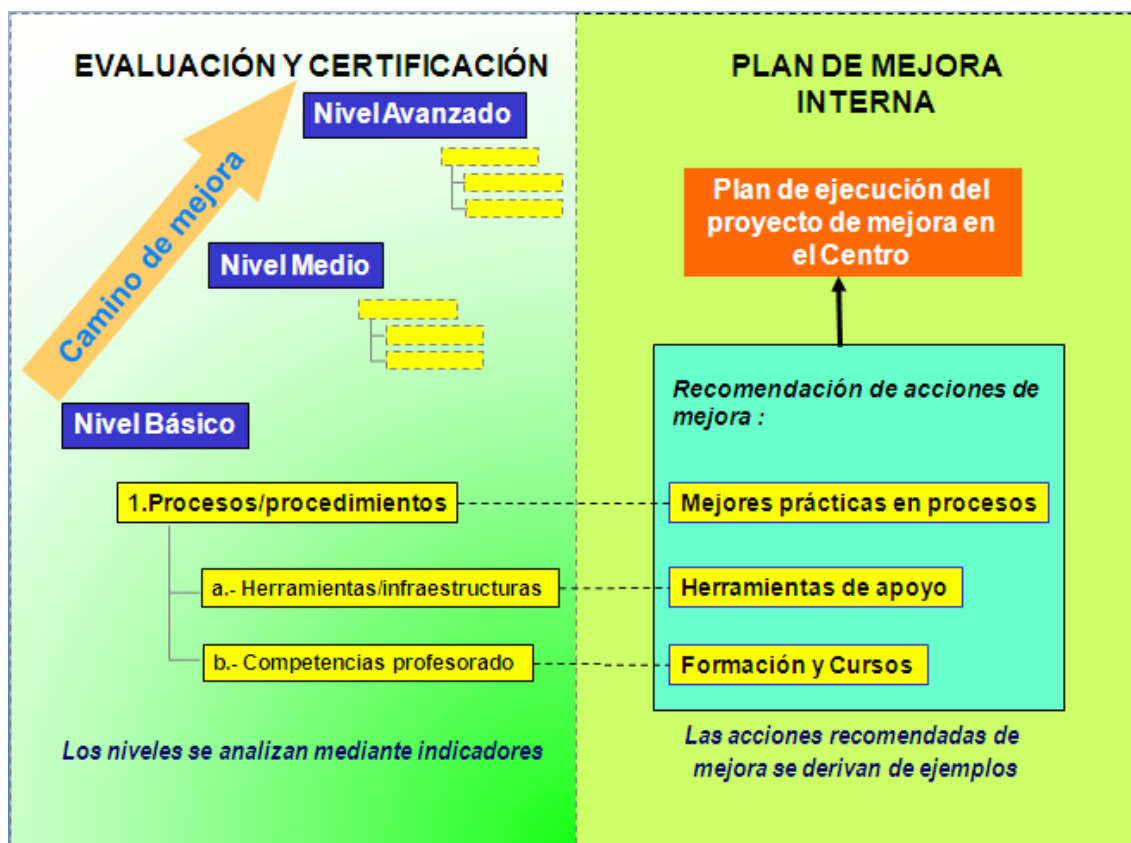 EVALUACIÓN Y CERTIFICACIÓN
Nivel Avanzado
Camino de mejora
Nivel Medio
Nivel Básico
1.Procesos/procedimientos
a.- Herramientas/infraestructuras
b.- Competencias profesorado
Los niveles se analizan mediante indicadores
PLAN DE MEJORA
INTERNA
Plan de ejecución del
proyecto de mejora en
el Centro
Recomendación de acciones de
mejora :
Mejores prácticas en procesos
Herramientas de apoyo
Formación y Cursos
Las acciones recomendadas de
mejora se derivan de ejemplos